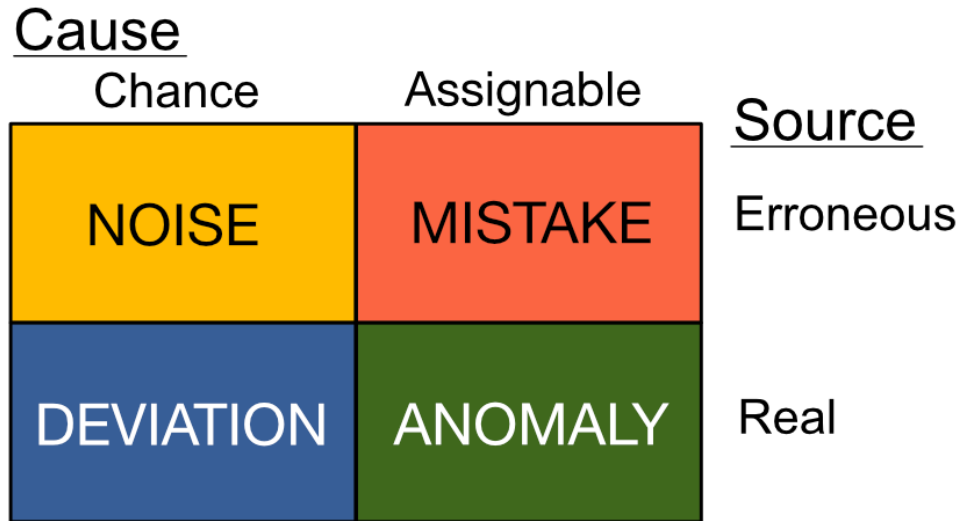 Cause
Chance Assignable
Source
NOISE MISTAKE Erroneous
DEVIATION ANOMALY Real